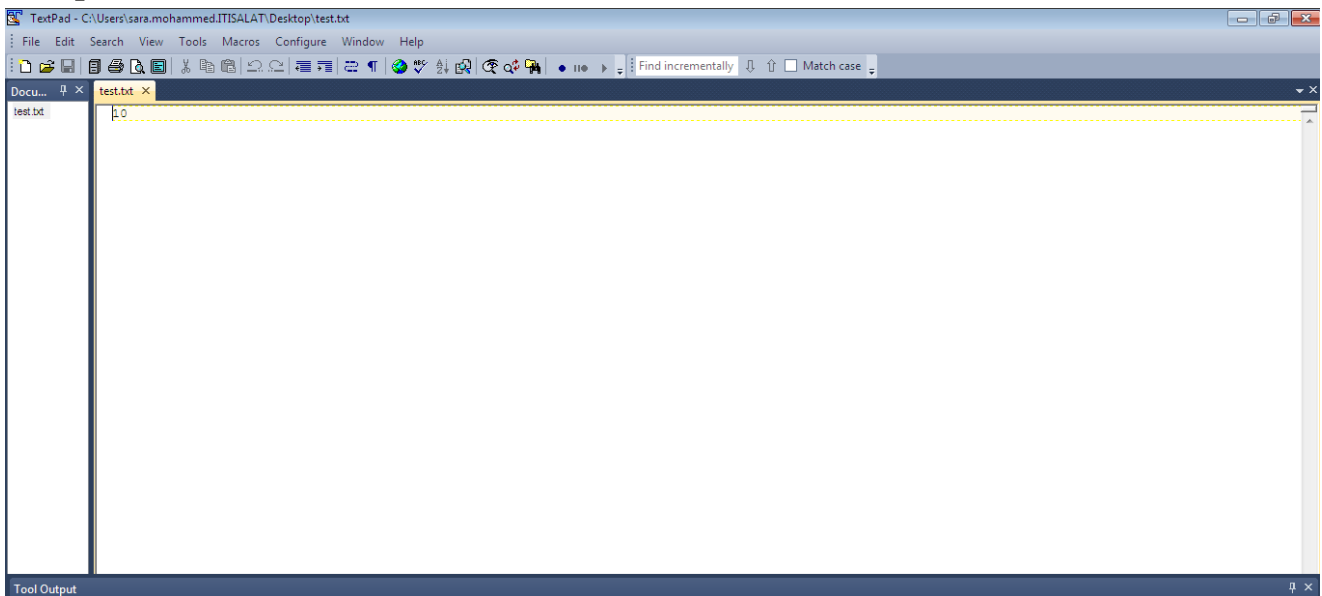 TextPad - C:\Users\sara.mohammed.ITISALAT\Desktop\test.txt
File Edit Search View Tools Macros Configure Window Help
Find incrementally Match case
Docu... test.txt
test.txt
10
Tool Output